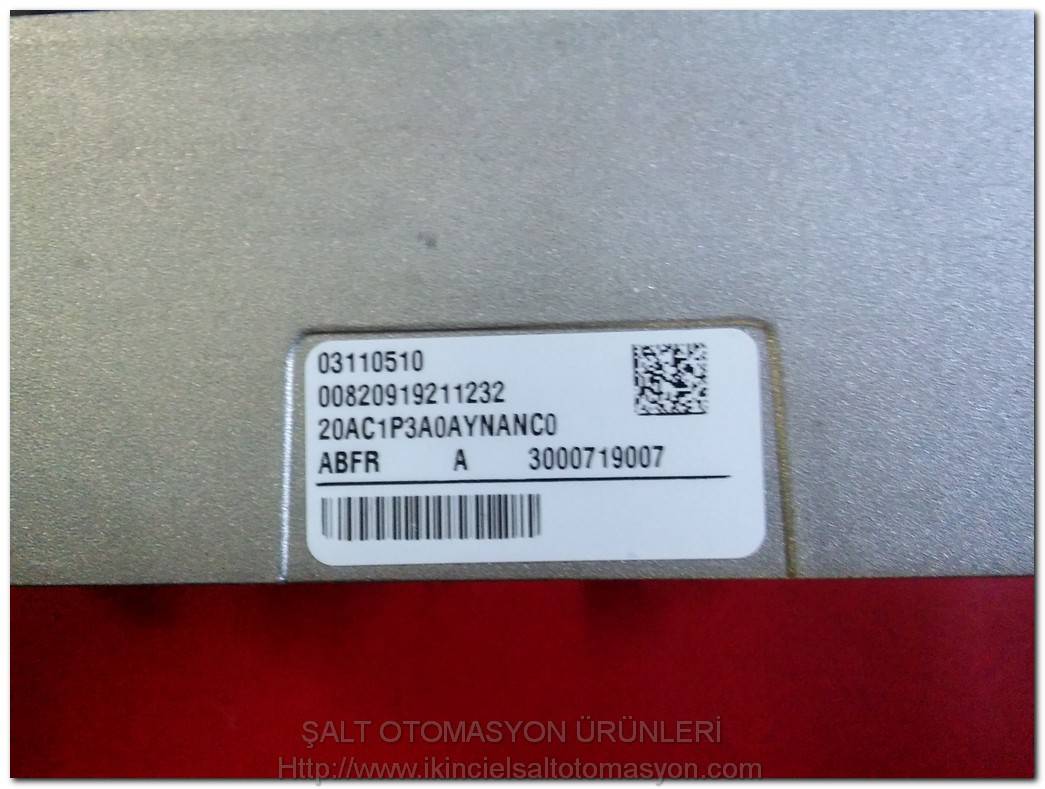 03110510
00820919211232
20AC1P3A0AYNANC0
ABFR A 3000719007
ŞALT OTOMASYON ÜRÜNLERİ
Http://www.ikincielsaltotomasyon.com